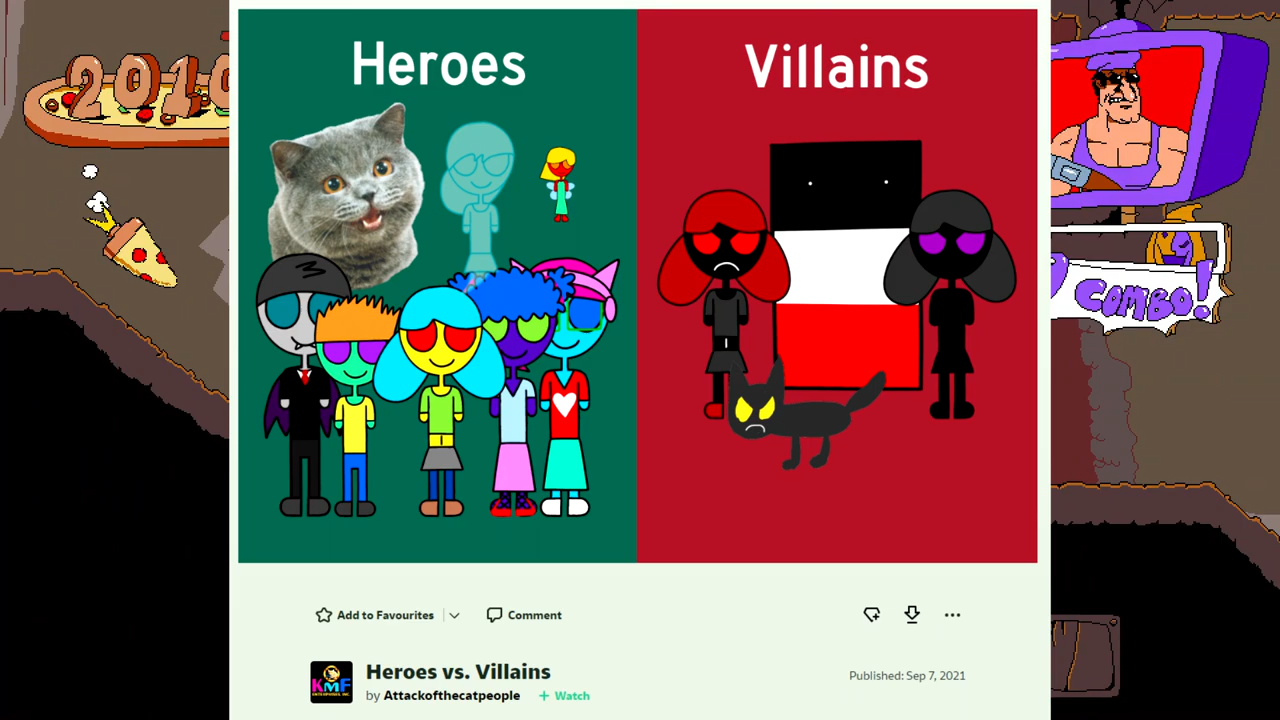 Heroes
Villains
2010
COMBO!
Add to Favourites
Comment
Heroes vs. Villains
by Attackofthecatpeople
+ Watch
Published: Sep 7, 2021
KMF